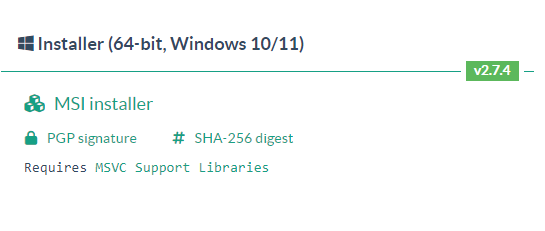 Installer (64-bit, Windows 10/11)
v2.7.4
MSI installer
PGP signature # SHA-256 digest
Requires MSVC Support Libraries